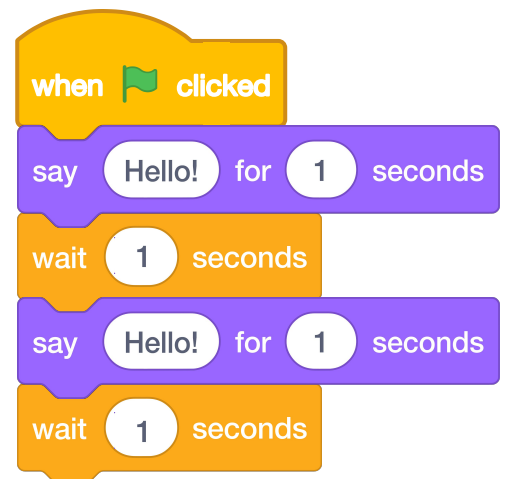 when clicked
say Hello! for 1 seconds
wait 1 seconds
say Hello! for 1 seconds
wait 1 seconds